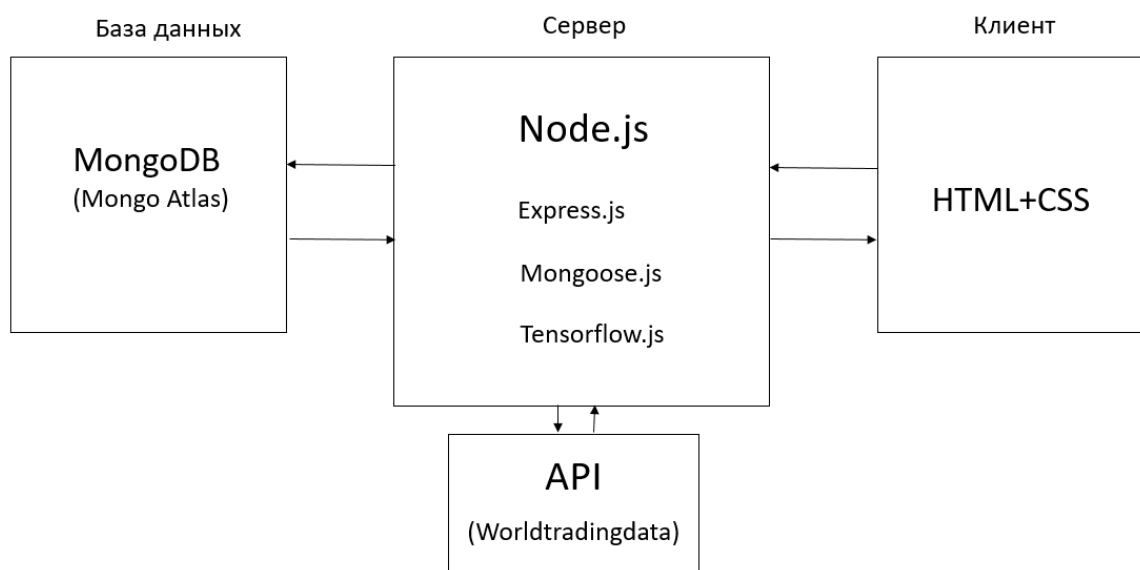 База данных
Сервер
Клиент
MongoDB
(Mongo Atlas)
Node.js
Express.js
Mongoose.js
Tensorflow.js
HTML+CSS
API
(Worldtradingdata)